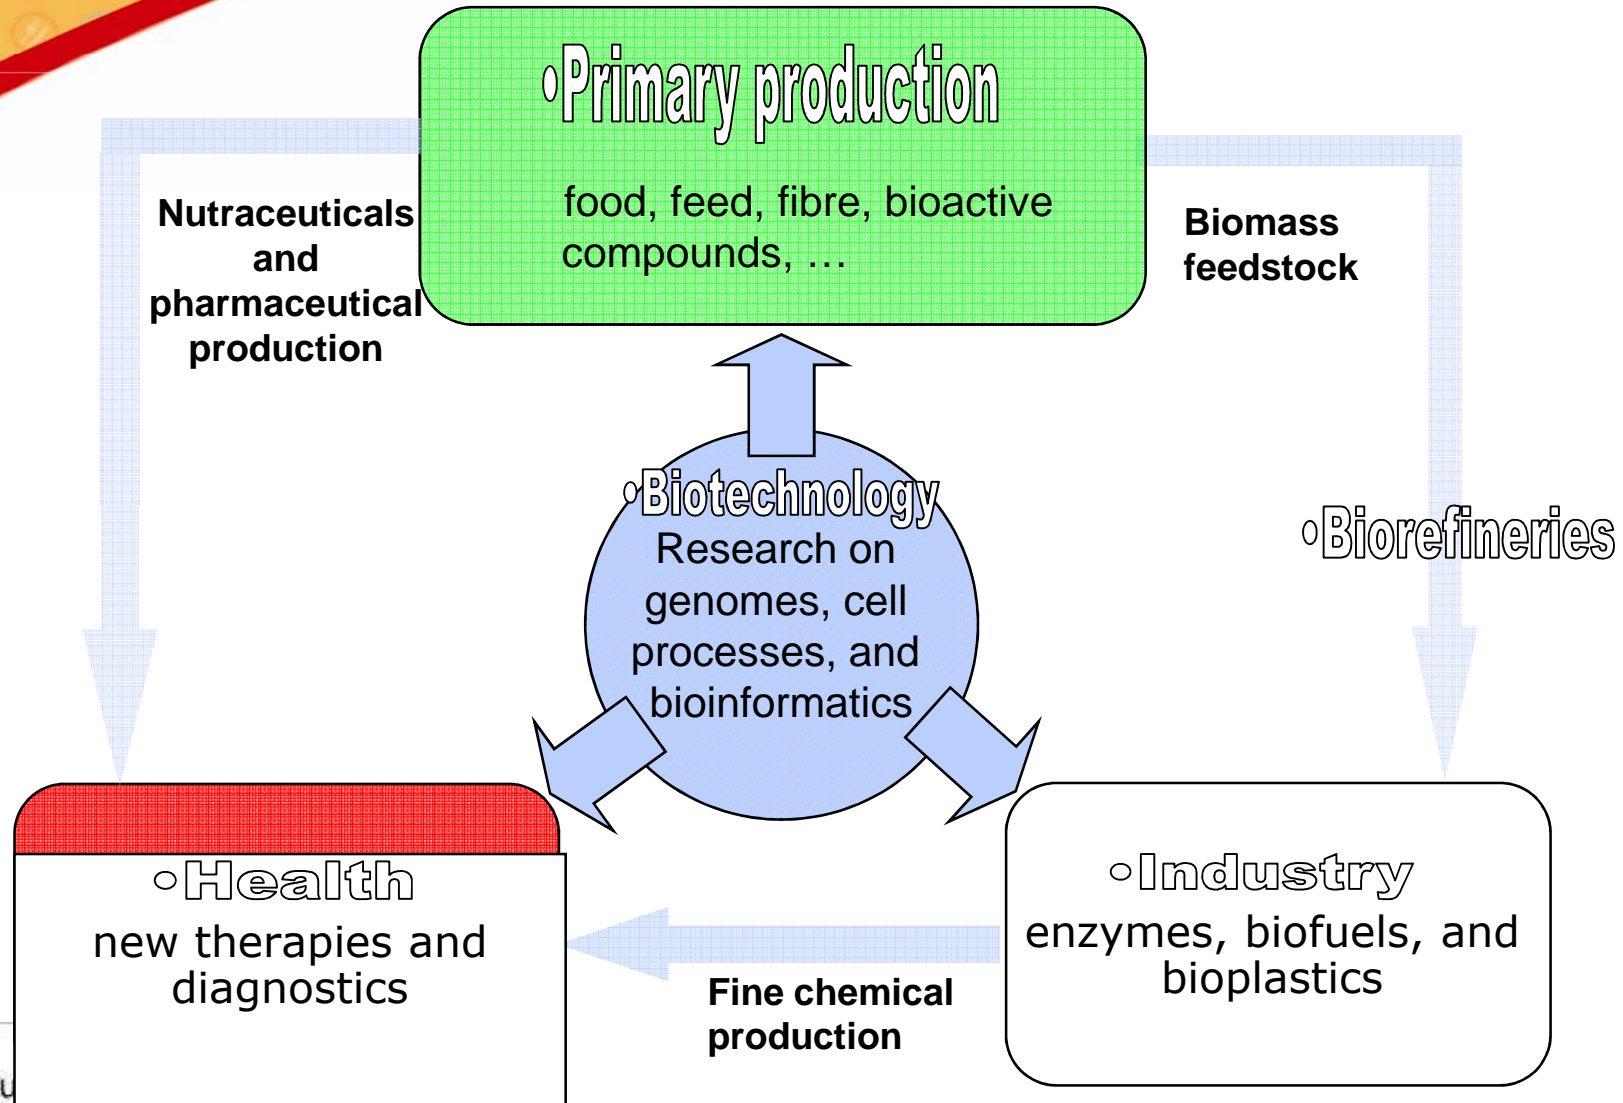 •Primary production
food, feed, fibre, bioactive
compounds, …
Nutraceuticals
and
pharmaceutical
production
Biomass
feedstock
•Biotechnology
Research on
genomes, cell
processes, and
bioinformatics
•Biorefineries
•Health
new therapies and
diagnostics
•Industry
enzymes, biofuels, and
bioplastics
Fine chemical
production